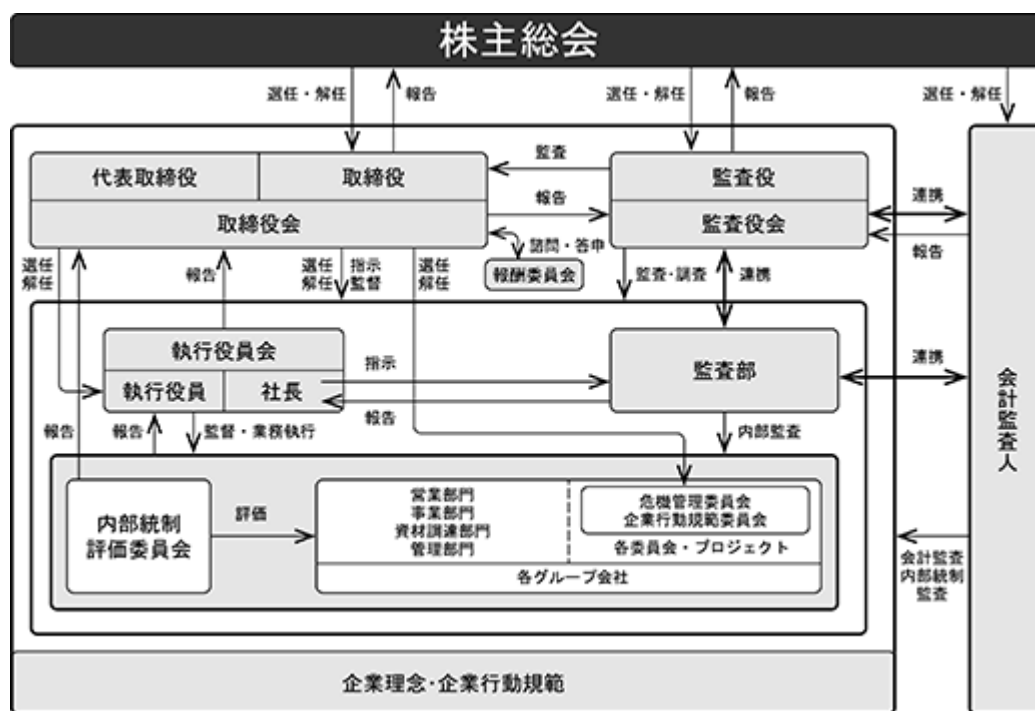 株主総会
選任・解任
報告
選任・解任
報告
選任・解任
代表取締役
取締役
取締役会
監査
報告
監査役
監査役会
連携
報告
諮問・答申
報酬委員会
選任
解任
報告
選任
解任
指示
監督
選任
解任
監査・調査
連携
執行役員会
執行役員
社長
指示
報告
監査部
連携
会計監査人
報告
報告
監督・業務執行
内部監査
内部統制
評価委員会
評価
営業部門
事業部門
資材調達部門
管理部門
危機管理委員会
企業行動規範委員会
各委員会・プロジェクト
各グループ会社
会計監査
内部統制
監査
企業理念・企業行動規範